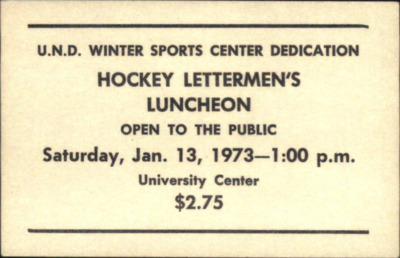 U.N.D. WINTER SPORTS CENTER DEDICATION
HOCKEY LETTERMEN'S
LUNCHEON
OPEN TO THE PUBLIC
Saturday, Jan. 13, 1973—1:00 p.m.
University Center
$2.75